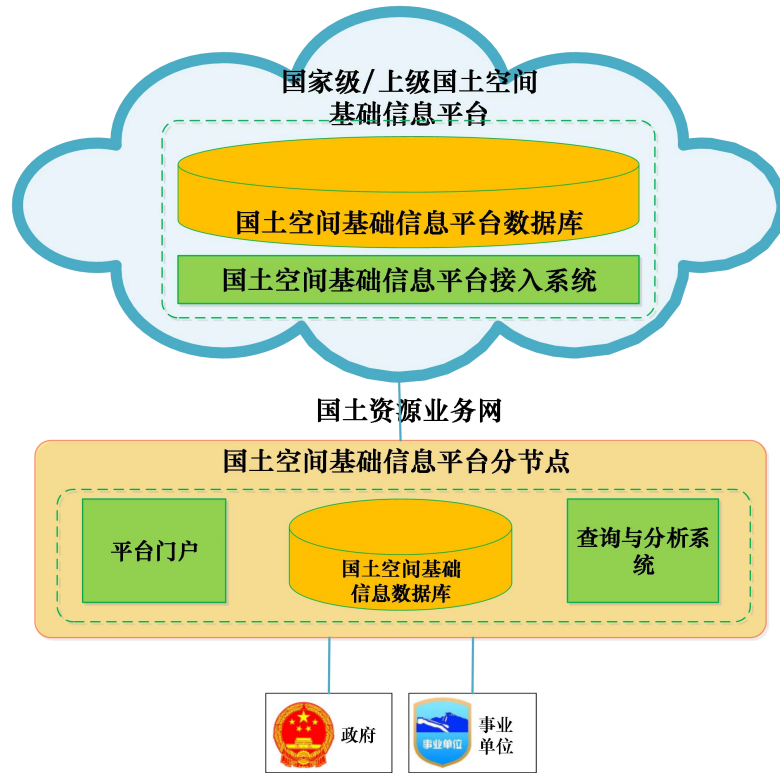 国家级/上级国土空间
基础信息平台
国土空间基础信息平台数据库
国土空间基础信息平台接入系统
国土资源业务网
国土空间基础信息平台分节点
平台门户
国土空间基础
信息数据库
查询与分析系
统
政府
事业单位
事业
单位